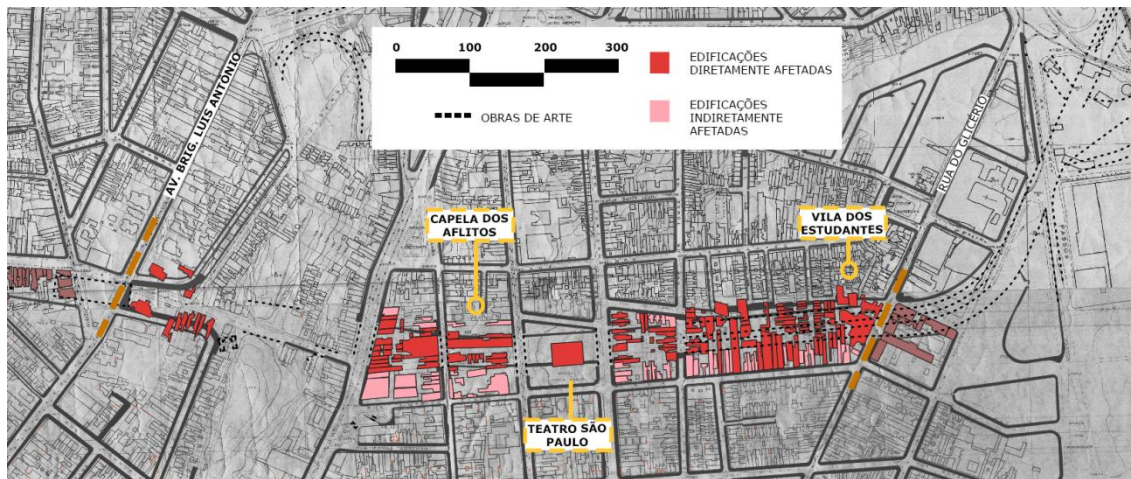 0 100 200 300
EDIFICAÇÕES
DIRETAMENTE AFETADAS
OBRAS DE ARTE
EDIFICAÇÕES
INDIRETAMENTE
AFETADAS
AV. BRIG. LUIS ANTÔNIO
RUA DO GLICÉRIO
CAPELA DOS
AFLITOS
VILA DOS
ESTUDANTES
TEATRO SÃO
PAULO